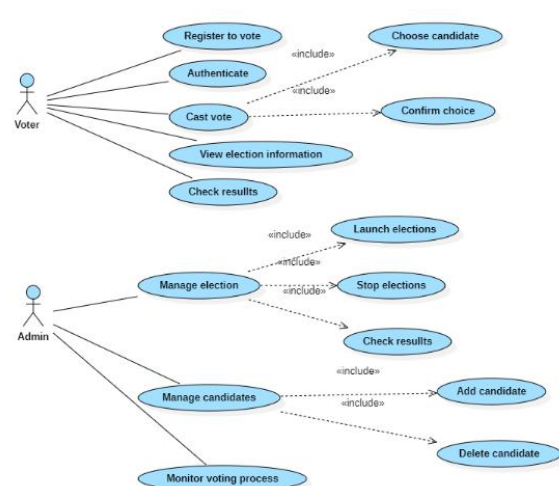 Register to vote
Choose candidate
«include»
Authenticate
«include»
Cast vote
Confirm choice
Voter
View election information
Check resullts
Launch elections
«include»
«include»
Manage election
Stop elections
«include»
Admin
Check resullts
«include»
Manage candidates
Add candidate
«include»
Delete candidate
Monitor voting process